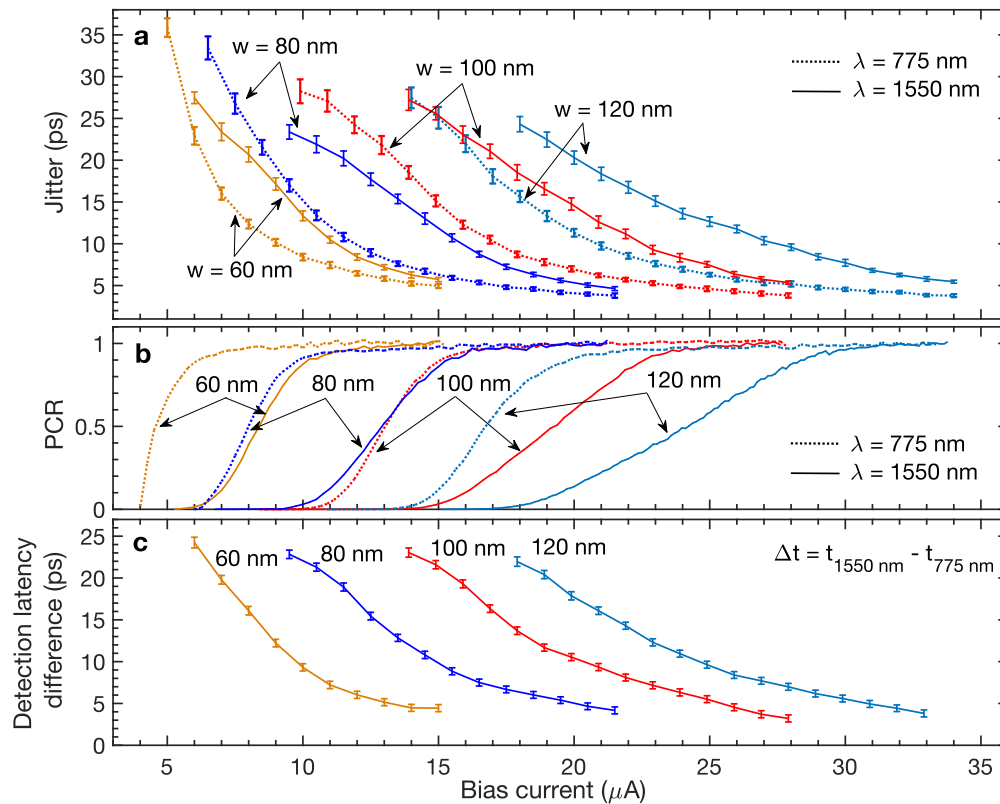 a
w = 80 nm
w = 100 nm
w = 120 nm
w = 60 nm
λ = 775 nm
λ = 1550 nm
35
30
25
20
15
10
5
Jitter (ps)
b
60 nm
80 nm
100 nm
120 nm
λ = 775 nm
λ = 1550 nm
1
0.5
0
PCR
c
60 nm
80 nm
100 nm
120 nm
Δt = t1550 nm - t775 nm
25
20
15
10
5
0
Detection latency
difference (ps)
5 10 15 20 25 30 35
Bias current (μA)